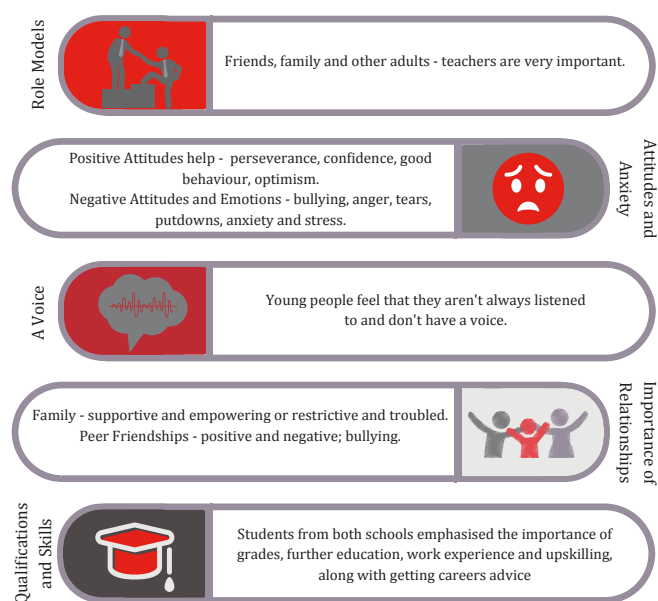 Role Models
Friends, family and other adults - teachers are very important.
Positive Attitudes help - perseverance, confidence, good
behaviour, optimism.
Negative Attitudes and Emotions - bullying, anger, tears,
putdowns, anxiety and stress.
Attitudes and
Anxiety
A Voice
Young people feel that they aren't always listened
to and don't have a voice.
Family - supportive and empowering or restrictive and troubled.
Peer Friendships - positive and negative; bullying.
Importance of
Relationships
Qualifications
and Skills
Students from both schools emphasised the importance of
grades, further education, work experience and upskilling,
along with getting careers advice